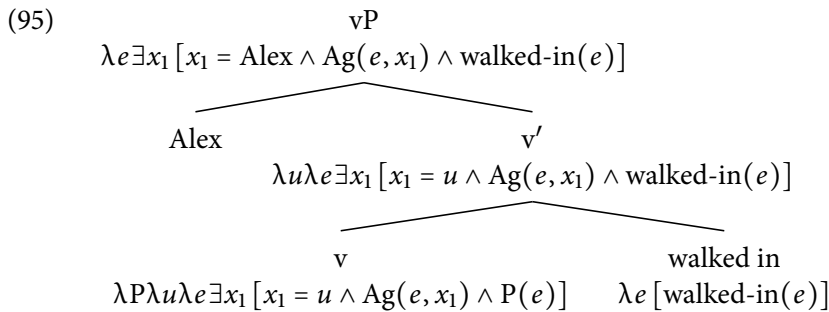 (95) vP
λe∃x₁[x₁ = Alex ∧ Ag(e, x₁) ∧ walked-in(e)]
Alex v′
λuλe∃x₁[x₁ = u ∧ Ag(e, x₁) ∧ walked-in(e)]
v walked in
λPλuλe∃x₁[x₁ = u ∧ Ag(e, x₁) ∧ P(e)] λe[walked-in(e)]